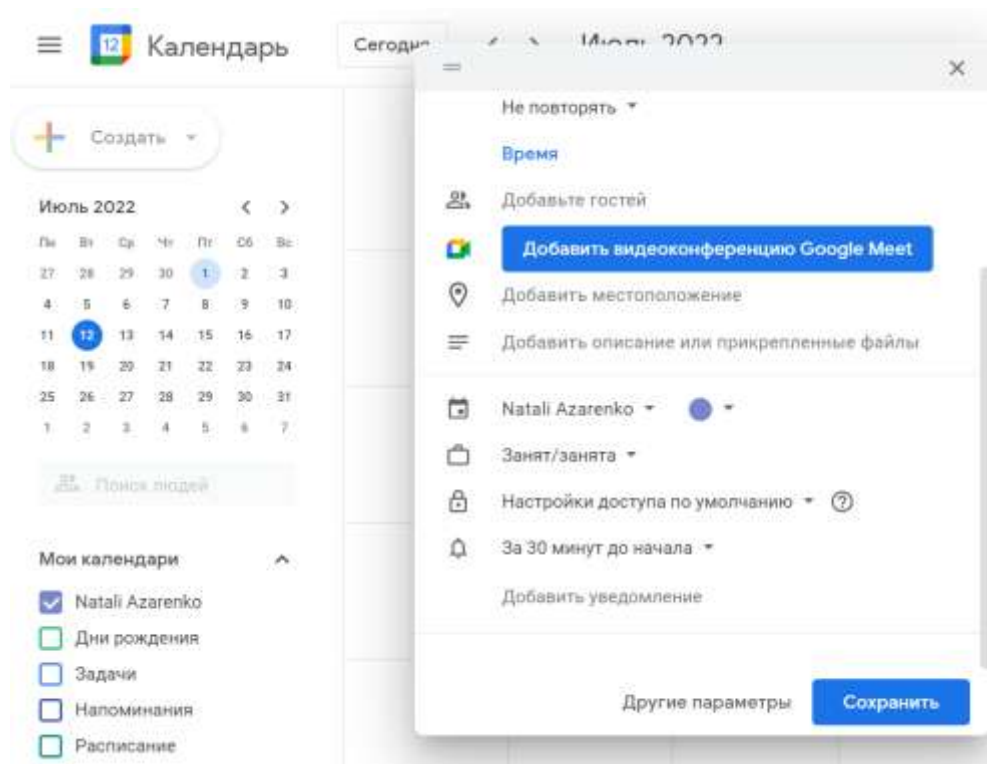 12 Календарь
Сегодня Июль 2022
Создать
Июль 2022
Пн Вт Ср Чт Пт Сб Вс
27 28 29 30 1 2 3
4 5 6 7 8 9 10
11 12 13 14 15 16 17
18 19 20 21 22 23 24
25 26 27 28 29 30 31
1 2 3 4 5 6 7
Поиск людей
Мои календари
Natali Azarenko
Дни рождения
Задачи
Напоминания
Расписание
Не повторять
Время
Добавьте гостей
Добавить видеоконференцию Google Meet
Добавить местоположение
Добавить описание или прикрепленные файлы
Natali Azarenko
Занят/занята
Настройки доступа по умолчанию ?
За 30 минут до начала
Добавить уведомление
Другие параметры Сохранить